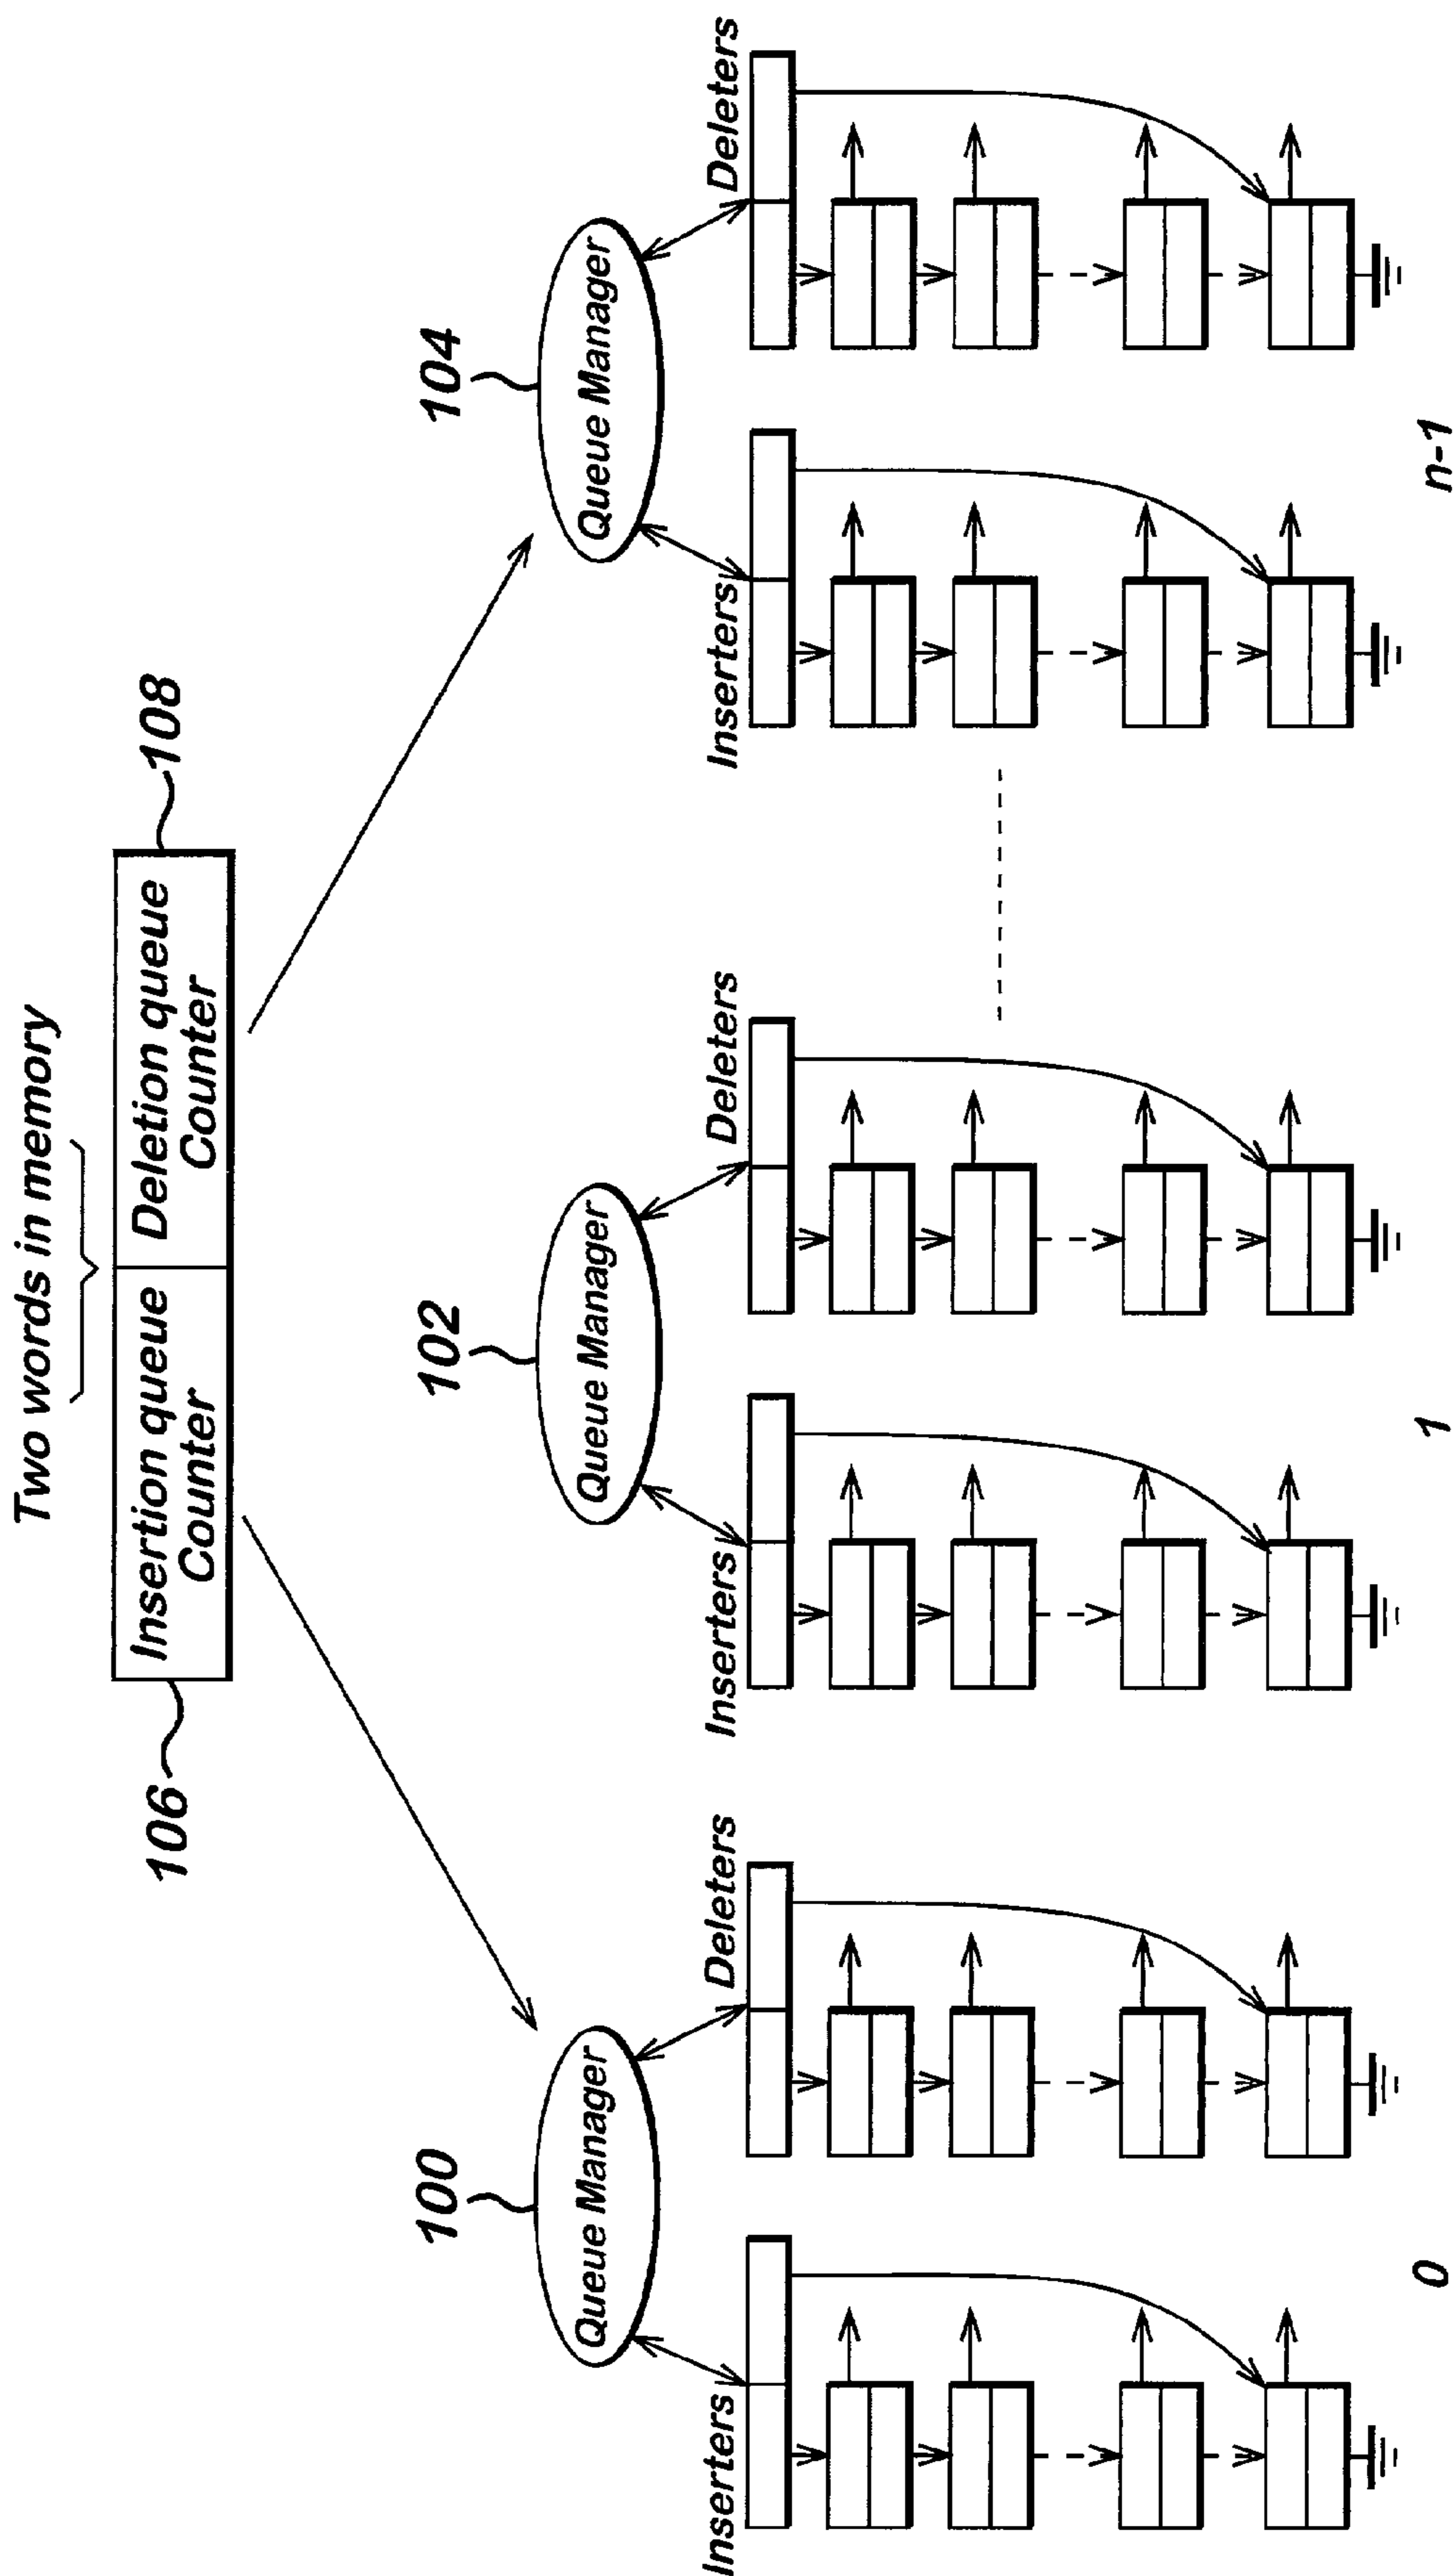 Two words in memory
Insertion queue Counter
Deletion queue Counter
106
108
100
102
104
Queue Manager
Queue Manager
Queue Manager
Inserters
Deleters
Inserters
Deleters
Inserters
Deleters
0
1
n-1